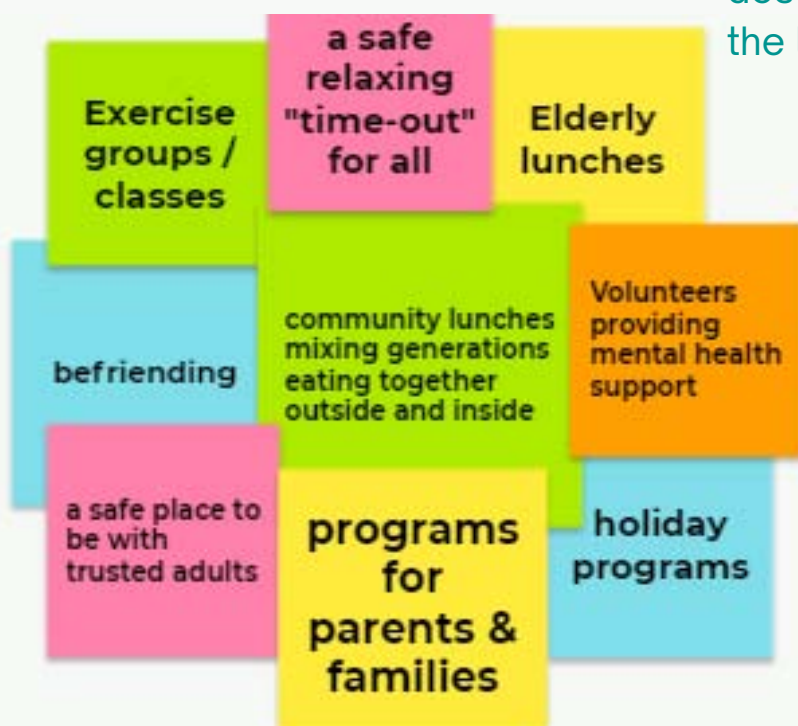 the
Exercise
groups /
classes
a safe
relaxing
"time-out"
for all
Elderly
lunches
befriending
community lunches
mixing generations
eating together
outside and inside
Volunteers
providing
mental health
support
a safe place to
be with
trusted adults
programs
for
parents &
families
holiday
programs